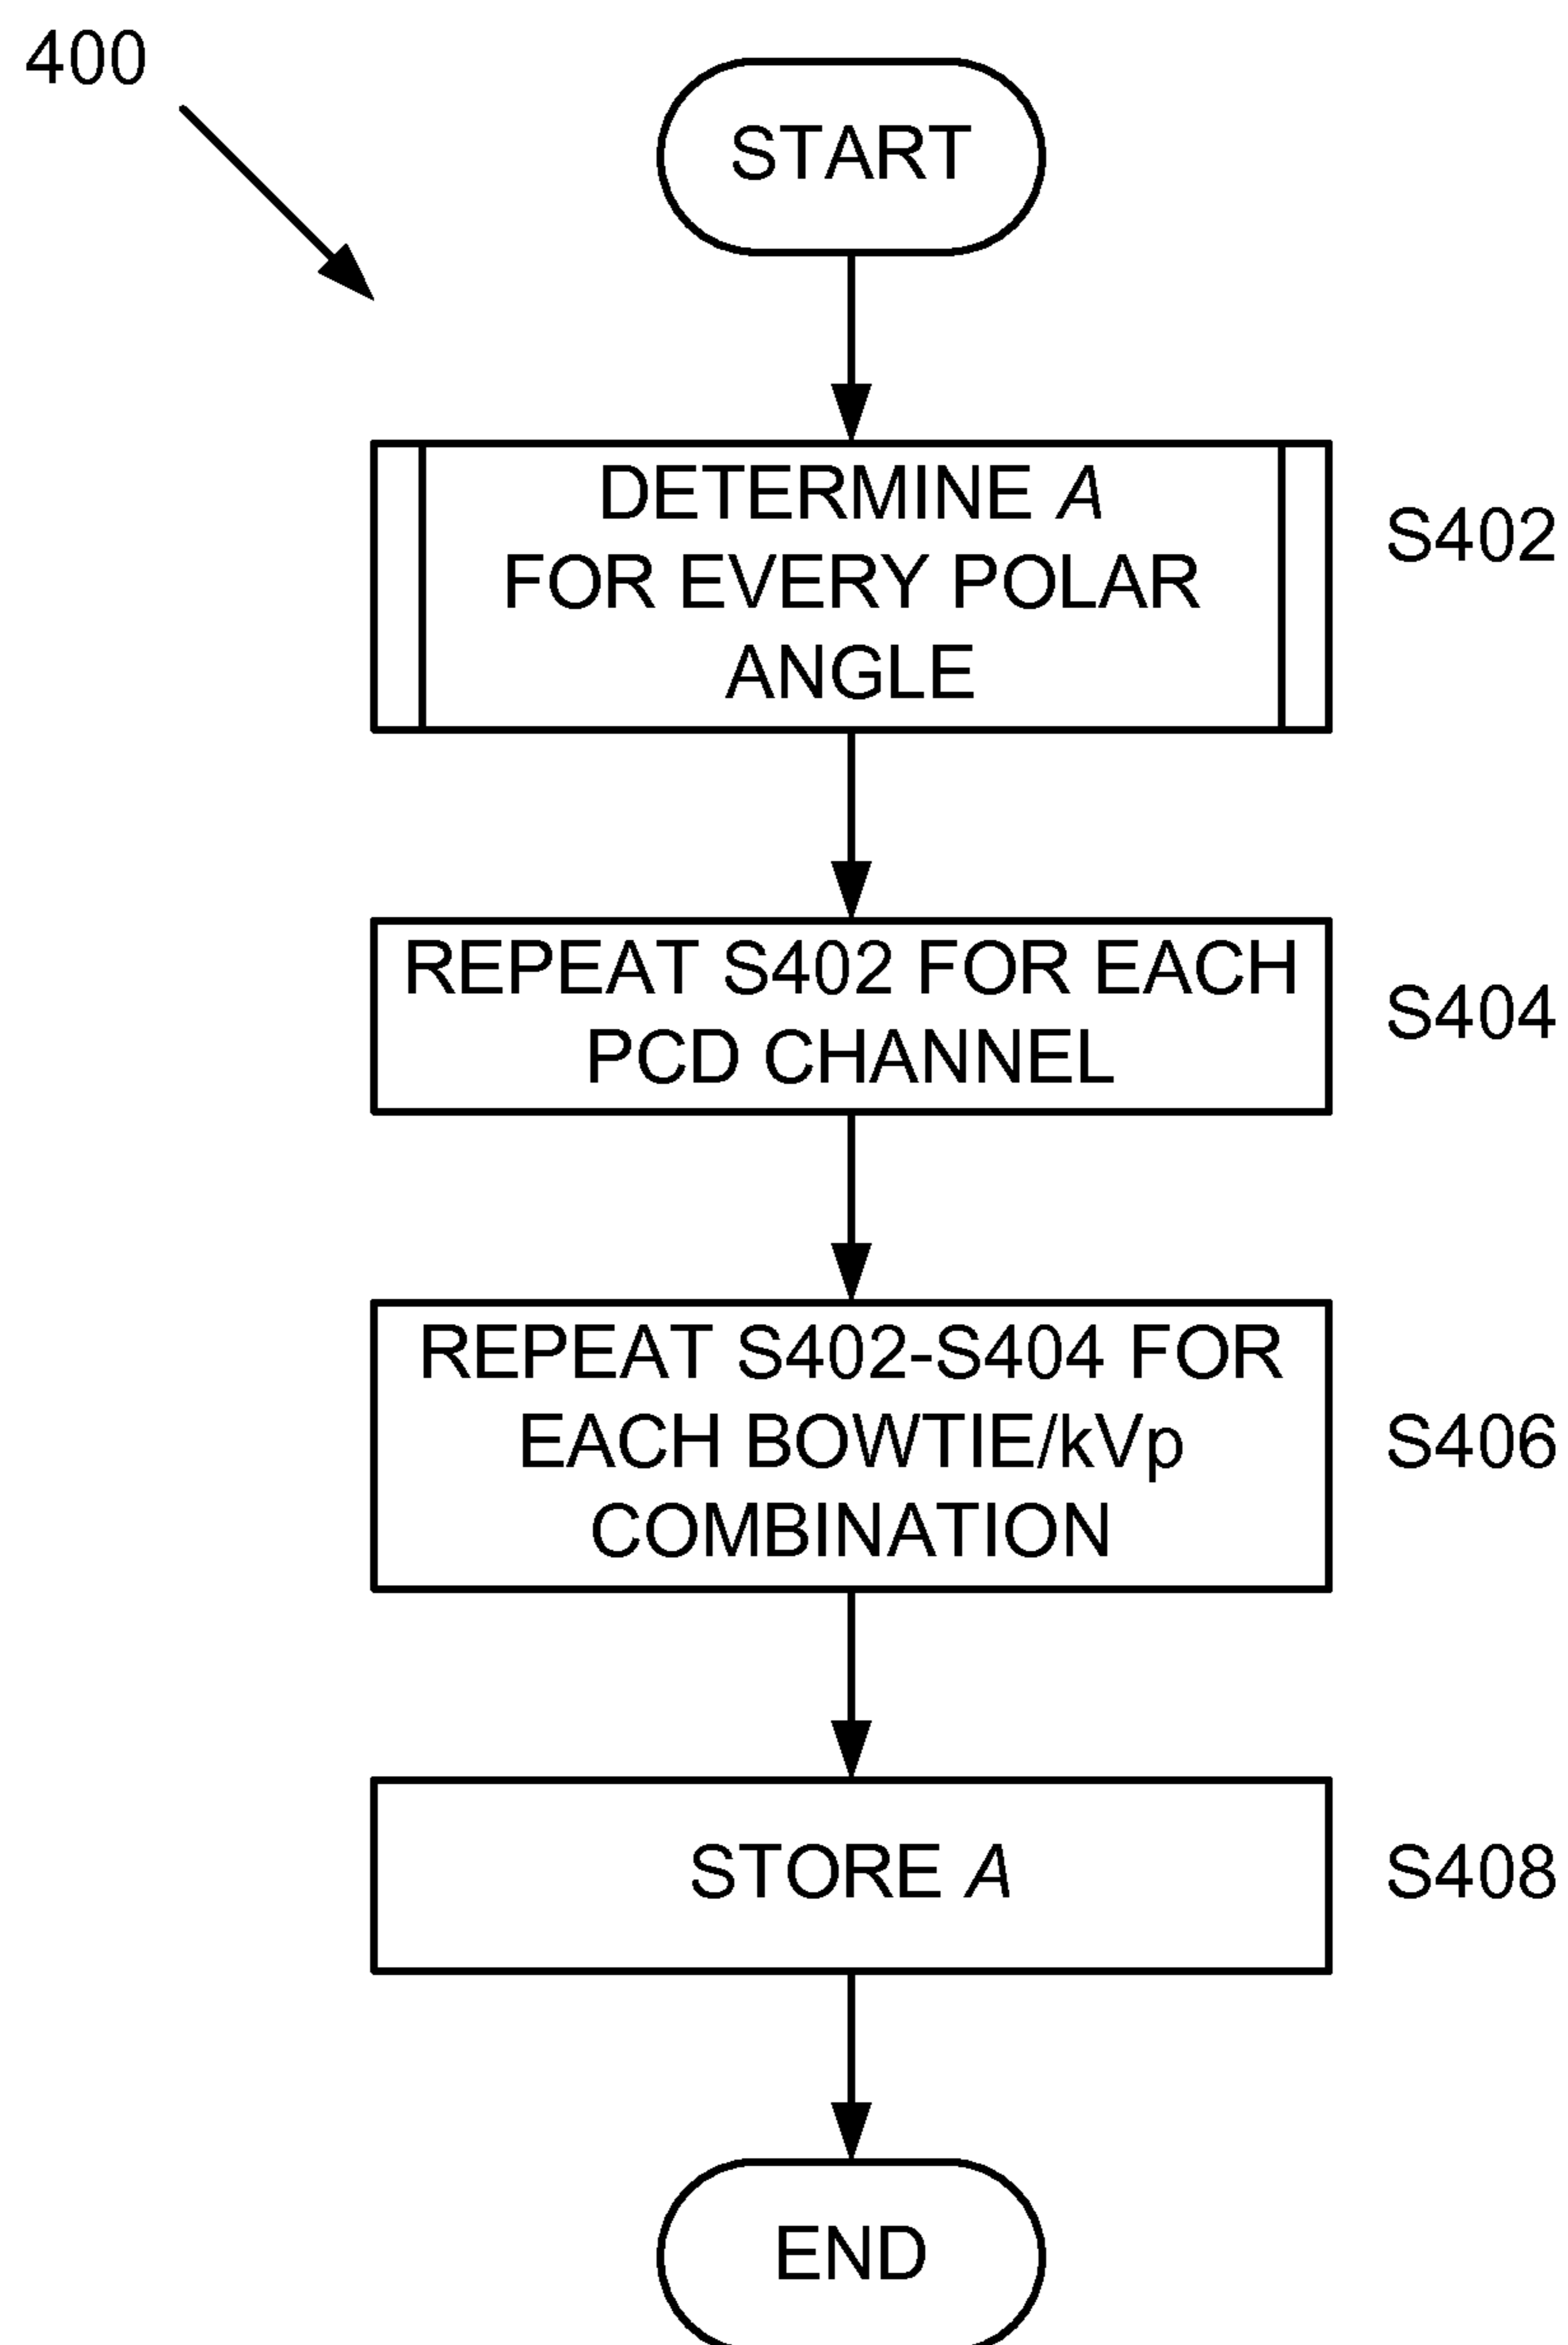 400
START
DETERMINE A
FOR EVERY POLAR
ANGLE
S402
REPEAT S402 FOR EACH
PCD CHANNEL
S404
REPEAT S402-S404 FOR
EACH BOWTIE/kVp
COMBINATION
S406
STORE A
S408
END